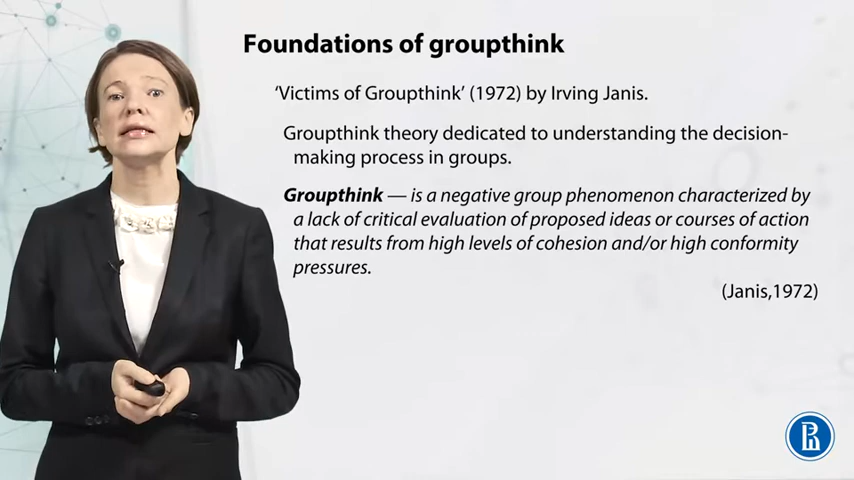 Foundations of groupthink
‘Victims of Groupthink’ (1972) by Irving Janis.
Groupthink theory dedicated to understanding the decision-
making process in groups.
Groupthink — is a negative group phenomenon characterized by
a lack of critical evaluation of proposed ideas or courses of action
that results from high levels of cohesion and/or high conformity
pressures.
(Janis,1972)